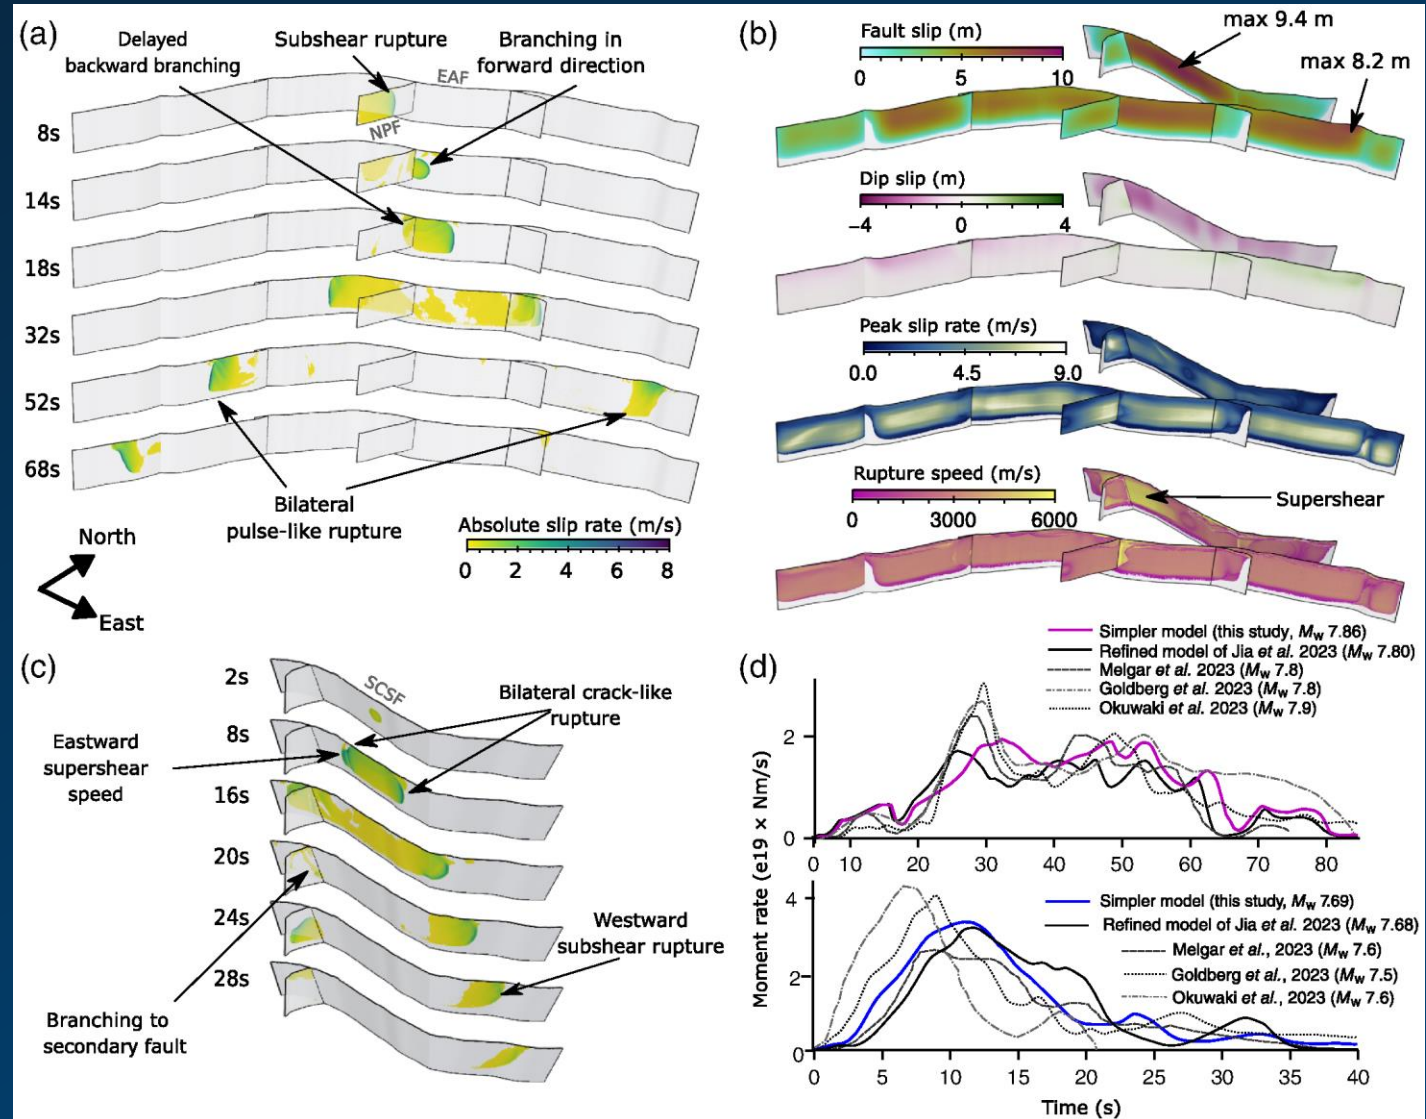 (a)
Delayed
backward branching
Subshear rupture
Branching in
forward direction
EAF
NPF
8s
14s
18s
32s
52s
68s
Bilateral
pulse-like rupture
Absolute slip rate (m/s)
0 2 4 6 8
North
East
(b)
Fault slip (m)
0 5 10
max 9.4 m
max 8.2 m
Dip slip (m)
−4 0 4
Peak slip rate (m/s)
0.0 4.5 9.0
Rupture speed (m/s)
0 3000 6000
Supershear
(c)
2s
8s
16s
20s
24s
28s
SCSF
Bilateral crack-like
rupture
Eastward
supershear
speed
Westward
subshear rupture
Branching to
secondary fault
(d)
Simpler model (this study, Mw 7.86)
Refined model of Jia et al. 2023 (Mw 7.80)
Melgar et al. 2023 (Mw 7.8)
Goldberg et al. 2023 (Mw 7.8)
Okuwaki et al. 2023 (Mw 7.9)
2
0
0 10 20 30 40 50 60 70 80
Moment rate (e19 × Nm/s)
Simpler model (this study, Mw 7.69)
Refined model of Jia et al. 2023 (Mw 7.68)
Melgar et al., 2023 (Mw 7.6)
Goldberg et al., 2023 (Mw 7.5)
Okuwaki et al., 2023 (Mw 7.6)
4
2
0
0 5 10 15 20 25 30 35 40
Time (s)